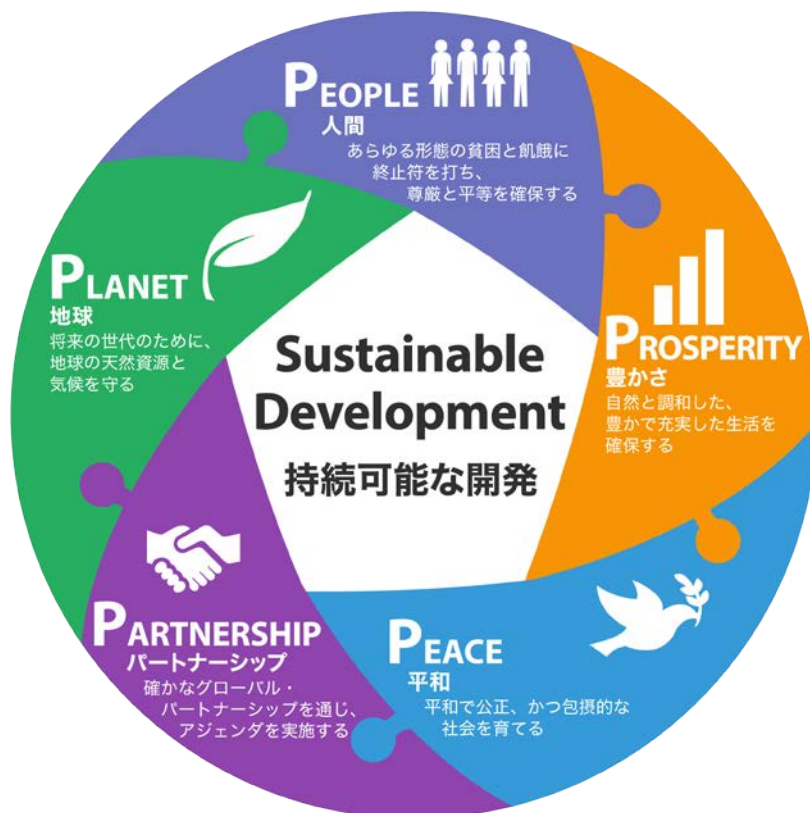 PEOPLE
人間
あらゆる形態の貧困と飢餓に
終止符を打ち、
尊厳と平等を確保する
PROSPERITY
豊かさ
自然と調和した、
豊かで充実した生活を
確保する
PEACE
平和
平和で公正、かつ包摂的な
社会を育てる
PARTNERSHIP
パートナーシップ
確かなグローバル・
パートナーシップを通じ、
アジェンダを実施する
PLANET
地球
将来の世代のために、
地球の天然資源と
気候を守る
Sustainable
Development
持続可能な開発